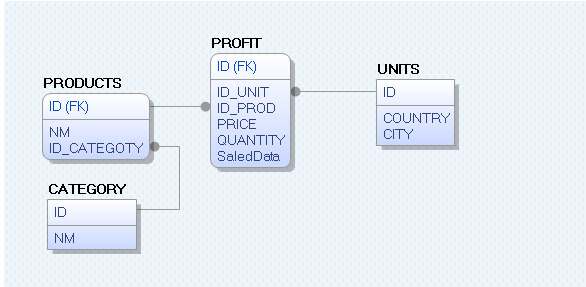 PROFIT
ID (FK)
ID_UNIT
ID_PROD
PRICE
QUANTITY
SaledData
PRODUCTS
ID (FK)
NM
ID_CATEGOTY
UNITS
ID
COUNTRY
CITY
CATEGORY
ID
NM